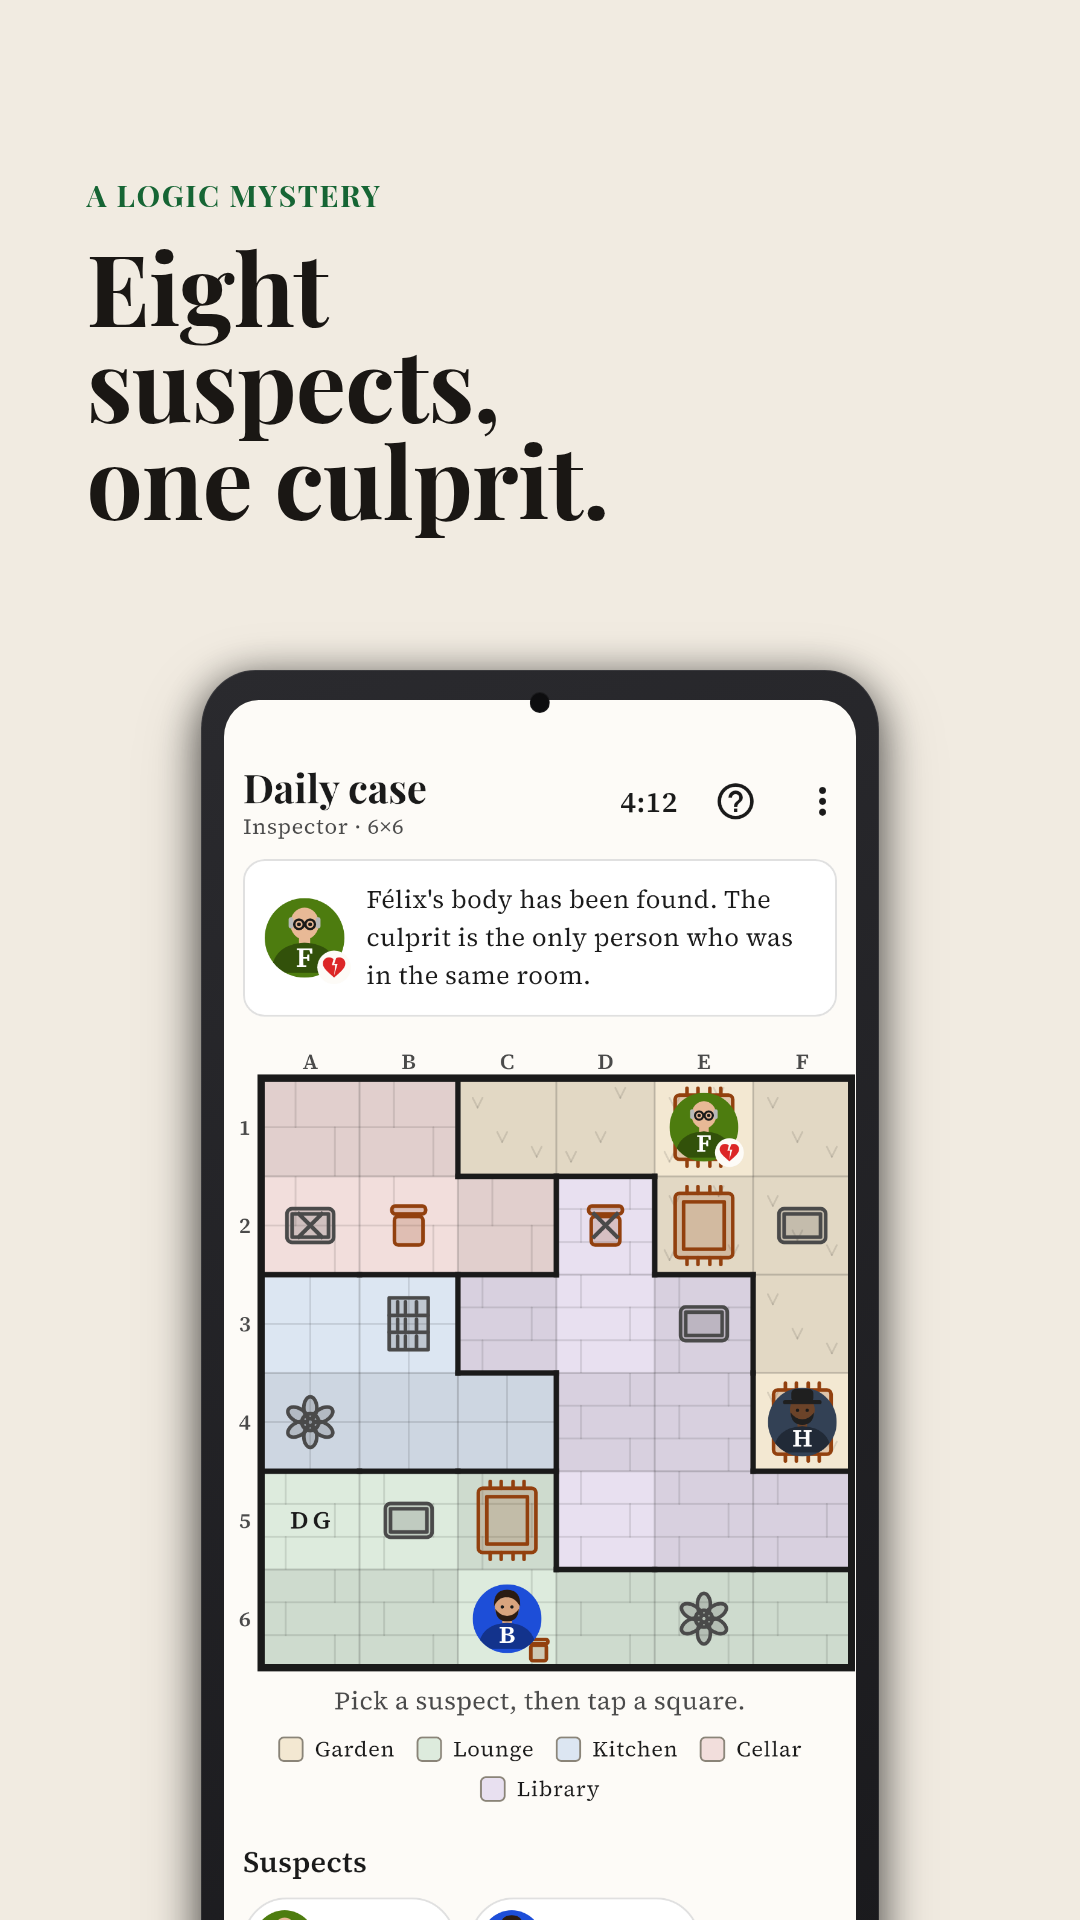 A LOGIC MYSTERY
Eight
suspects,
one culprit.
Daily case
4:12
Inspector · 6×6
Félix's body has been found. The
culprit is the only person who was
in the same room.
F
A B C D E F
1
F
2
3
4
H
5
D G
6
B
Pick a suspect, then tap a square.
Garden Lounge Kitchen Cellar
Library
Suspects